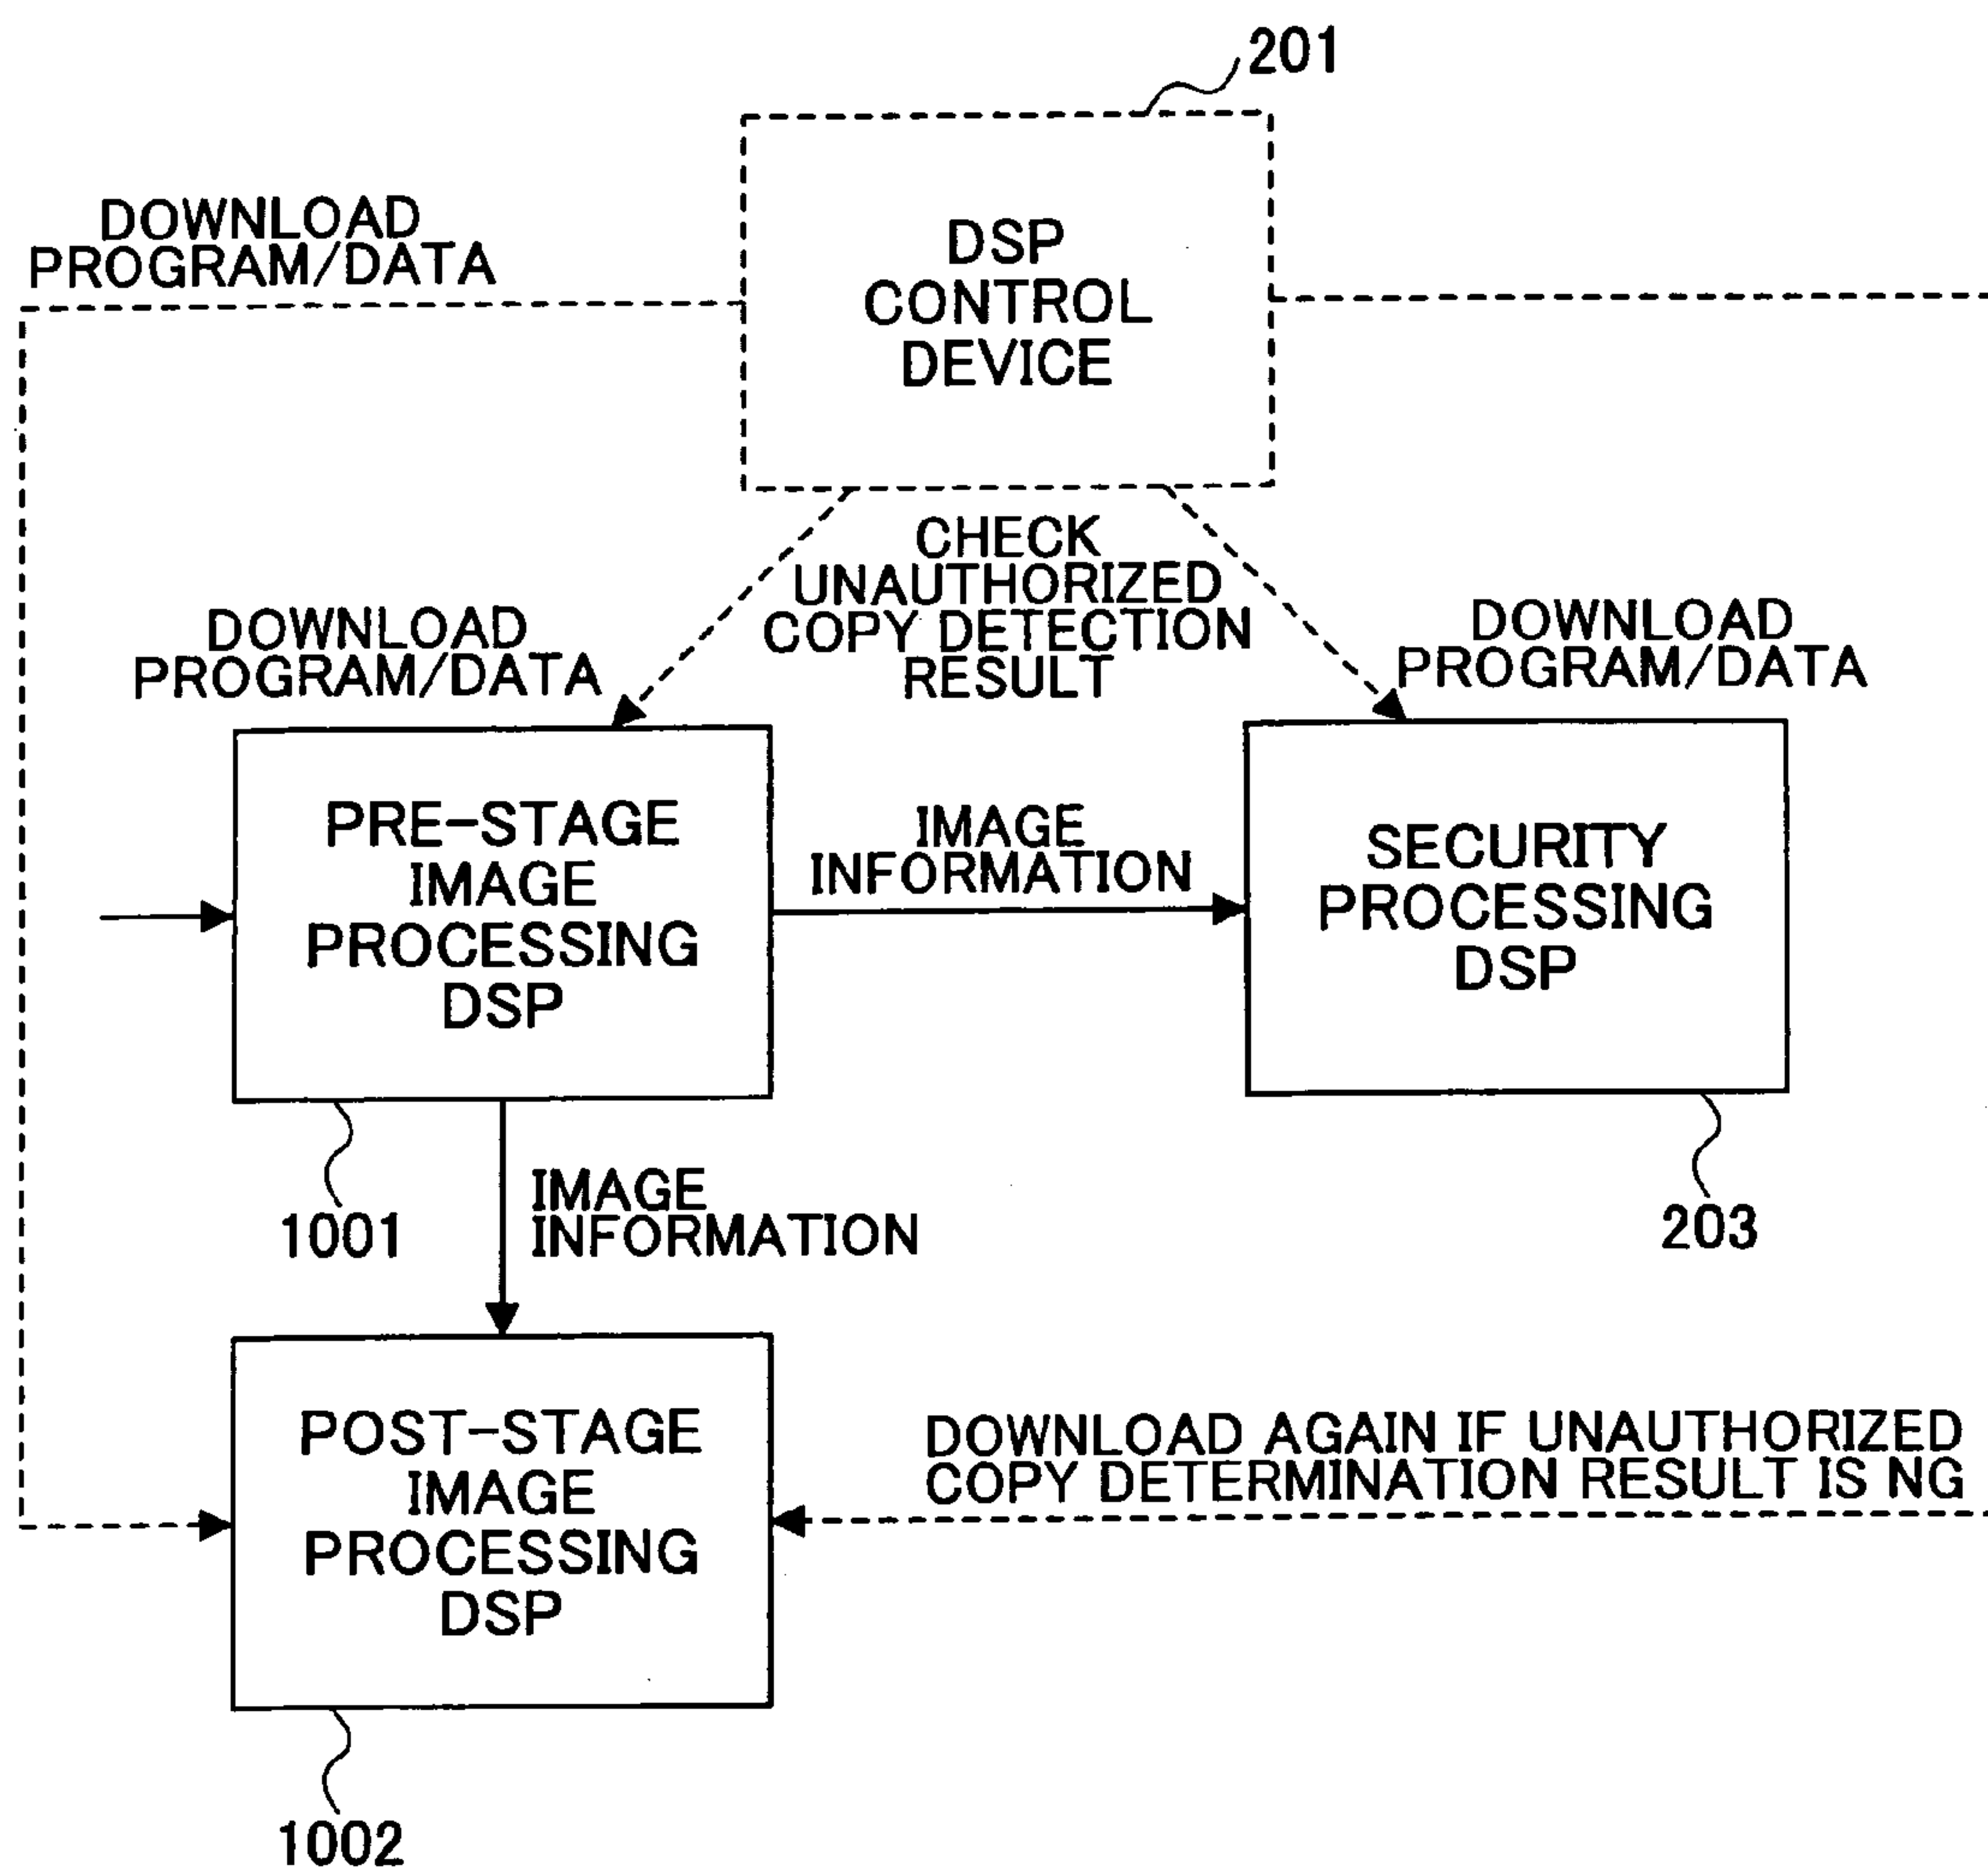 201
DSP
CONTROL
DEVICE
DOWNLOAD
PROGRAM/DATA
CHECK
UNAUTHORIZED
COPY DETECTION
RESULT
DOWNLOAD
PROGRAM/DATA
DOWNLOAD
PROGRAM/DATA
PRE-STAGE
IMAGE
PROCESSING
DSP
IMAGE
INFORMATION
SECURITY
PROCESSING
DSP
1001
IMAGE
INFORMATION
203
POST-STAGE
IMAGE
PROCESSING
DSP
DOWNLOAD AGAIN IF UNAUTHORIZED
COPY DETERMINATION RESULT IS NG
1002